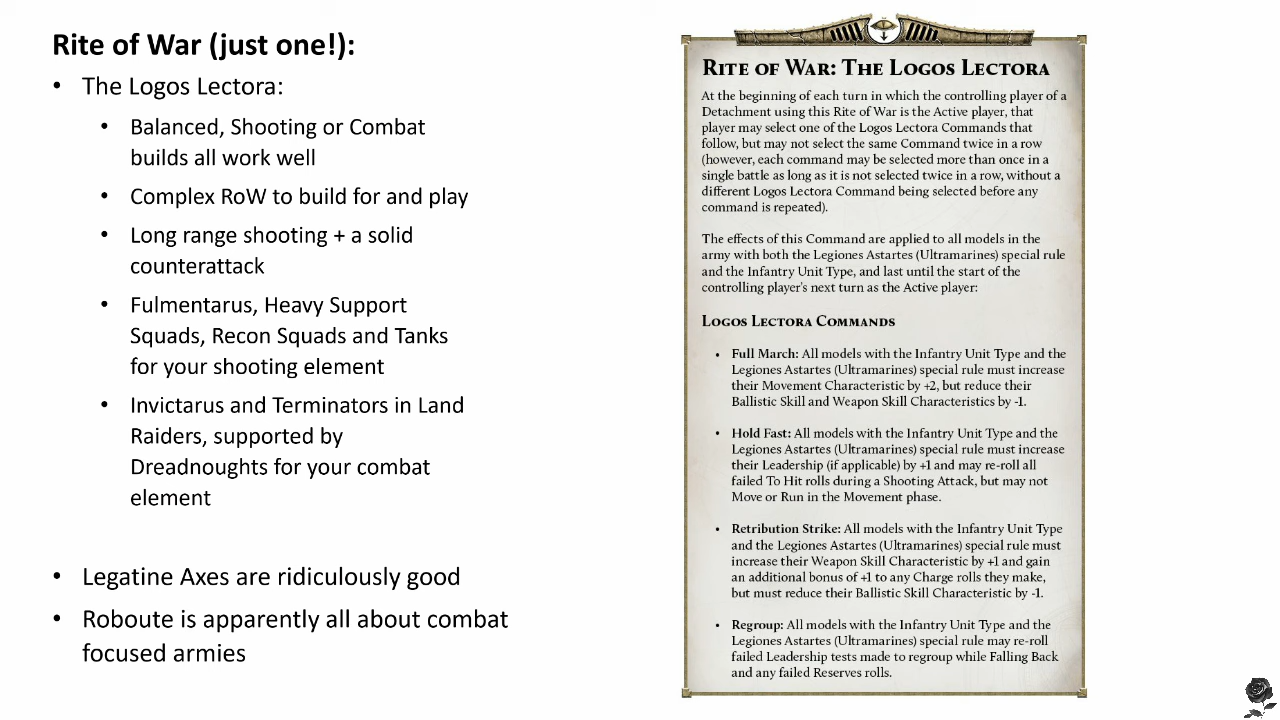 Rite of War (just one!):
• The Logos Lectora:
• Balanced, Shooting or Combat
builds all work well
• Complex RoW to build for and play
• Long range shooting + a solid
counterattack
• Fulmentarus, Heavy Support
Squads, Recon Squads and Tanks
for your shooting element
• Invictarus and Terminators in Land
Raiders, supported by
Dreadnoughts for your combat
element
• Legatine Axes are ridiculously good
• Roboute is apparently all about combat
focused armies
Rite of War: The Logos Lectora
At the beginning of each turn in which the controlling player of a
Detachment using this Rite of War is the Active player, that
player may select one of the Logos Lectora Commands that
follow, but may not select the same Command twice in a row
(however, each command may be selected more than once in a
single battle as long as it is not selected twice in a row, without a
different Logos Lectora Command being selected before any
command is repeated).
The effects of this Command are applied to all models in the
army with both the Legiones Astartes (Ultramarines) special rule
and the Infantry Unit Type, and last until the start of the
controlling player's next turn as the Active player:
Logos Lectora Commands
• Full March: All models with the Infantry Unit Type and the
Legiones Astartes (Ultramarines) special rule must increase
their Movement Characteristic by +2, but reduce their
Ballistic Skill and Weapon Skill Characteristics by -1.
• Hold Fast: All models with the Infantry Unit Type and the
Legiones Astartes (Ultramarines) special rule must increase
their Leadership (if applicable) by +1 and may re-roll all
failed To Hit rolls during a Shooting Attack, but may not
Move or Run in the Movement phase.
• Retribution Strike: All models with the Infantry Unit Type
and the Legiones Astartes (Ultramarines) special rule must
increase their Weapon Skill Characteristic by +1 and gain
an additional bonus of +1 to any Charge rolls they make,
but must reduce their Ballistic Skill Characteristic by -1.
• Regroup: All models with the Infantry Unit Type and the
Legiones Astartes (Ultramarines) special rule may re-roll
failed Leadership tests made to regroup while Falling Back
and any failed Reserves rolls.